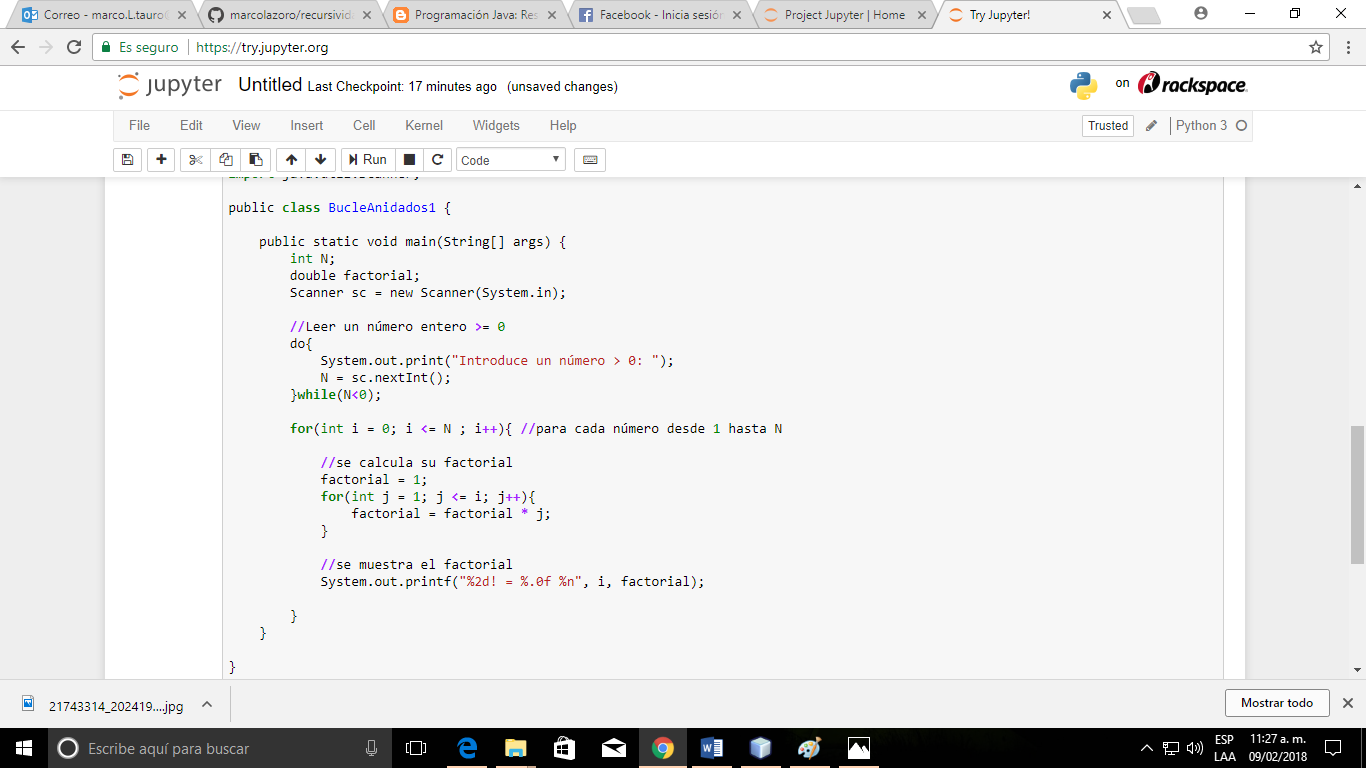 Correo - marco.L.tauro
marcolazoro/recursivid
Programación Java: Res
Facebook - Inicia sesión
Project Jupyter | Home
Try Jupyter!
Es seguro https://try.jupyter.org
jupyter Untitled Last Checkpoint: 17 minutes ago (unsaved changes)
on rackspace
File Edit View Insert Cell Kernel Widgets Help
Trusted Python 3
Run Code
public class BucleAnidados1 {
public static void main(String[] args) {
int N;
double factorial;
Scanner sc = new Scanner(System.in);
//Leer un número entero >= 0
do{
System.out.print("Introduce un número > 0: ");
N = sc.nextInt();
}while(N<0);
for(int i = 0; i <= N ; i++){ //para cada número desde 1 hasta N
//se calcula su factorial
factorial = 1;
for(int j = 1; j <= i; j++){
factorial = factorial * j;
}
//se muestra el factorial
System.out.printf("%2d! = %.0f %n", i, factorial);
}
}
}
21743314_202419....jpg
Mostrar todo
Escribe aquí para buscar
ESP
LAA
11:27 a. m.
09/02/2018